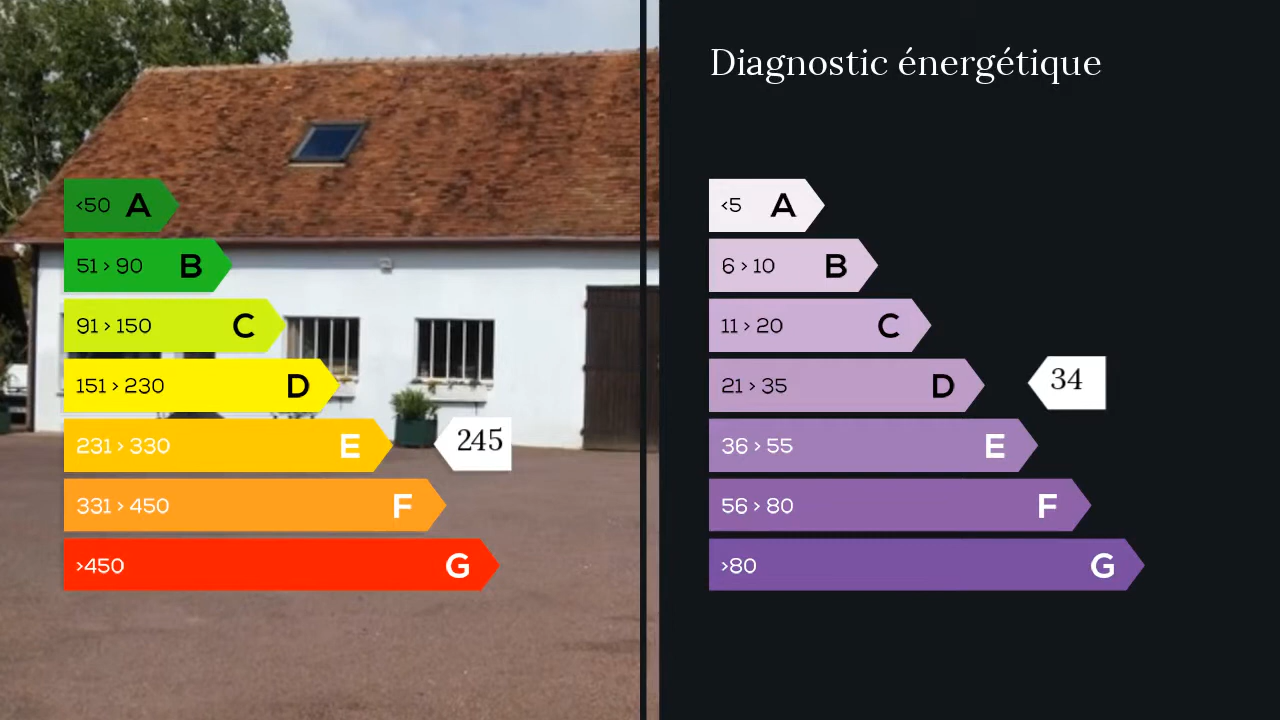 Diagnostic énergétique
<50 A
51 > 90 B
91 > 150 C
151 > 230 D
231 > 330 E
245
331 > 450 F
>450 G
<5 A
6 > 10 B
11 > 20 C
21 > 35 D
34
36 > 55 E
56 > 80 F
>80 G